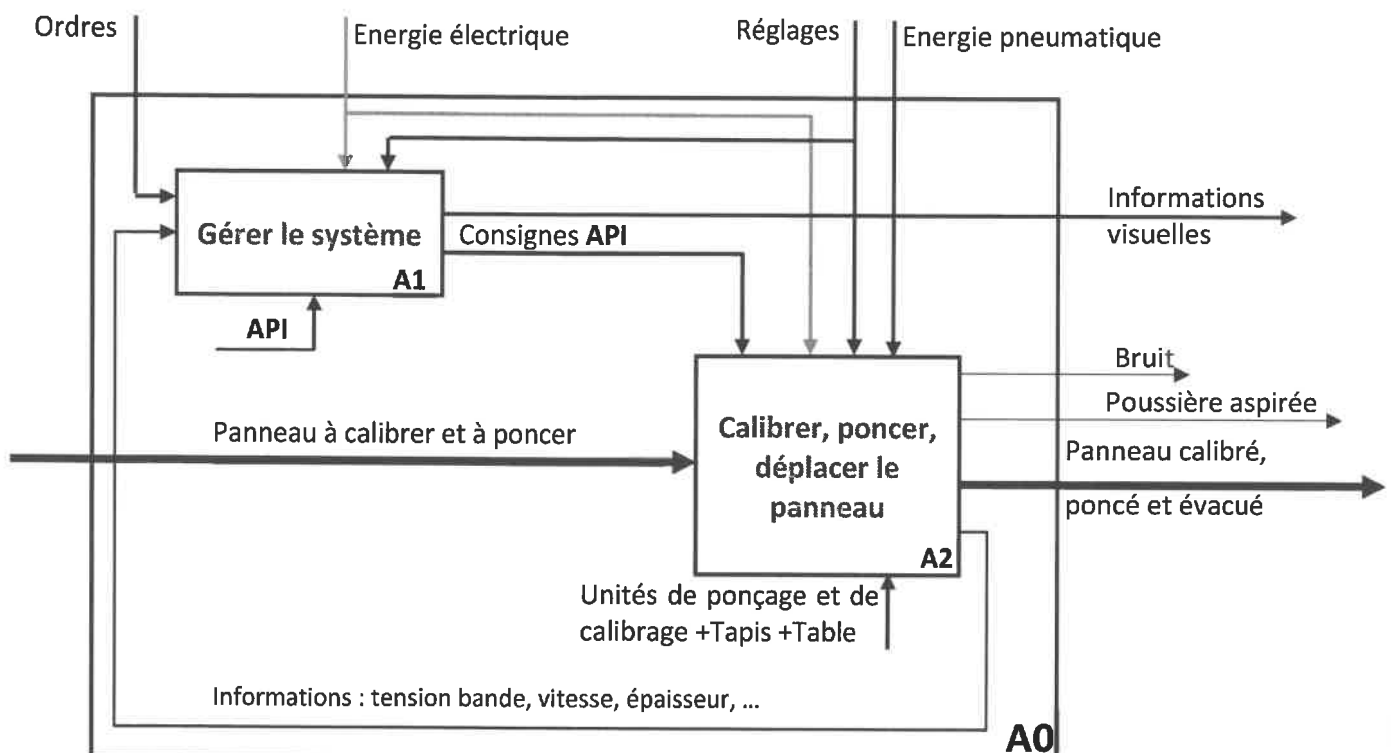 Ordres
Energie électrique
Réglages
Energie pneumatique
Gérer le système
A1
Consignes API
Informations
visuelles
API
Bruit
Poussière aspirée
Panneau à calibrer et à poncer
Calibrer, poncer,
déplacer le
panneau
A2
Panneau calibré,
poncé et évacué
Unités de ponçage et de
calibrage +Tapis +Table
Informations : tension bande, vitesse, épaisseur, ...
A0